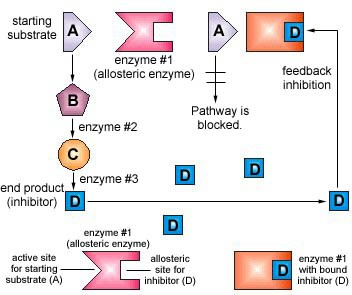 starting
substrate
A
enzyme #1
(allosteric enzyme)
A
D
feedback
inhibition
Pathway is
blocked.
B
enzyme #2
C
enzyme #3
end product
(inhibitor)
D
D
D
D
D
enzyme #1
(allosteric enzyme)
active site
for starting
substrate (A)
allosteric
site for
inhibitor (D)
D
enzyme #1
with bound
inhibitor (D)